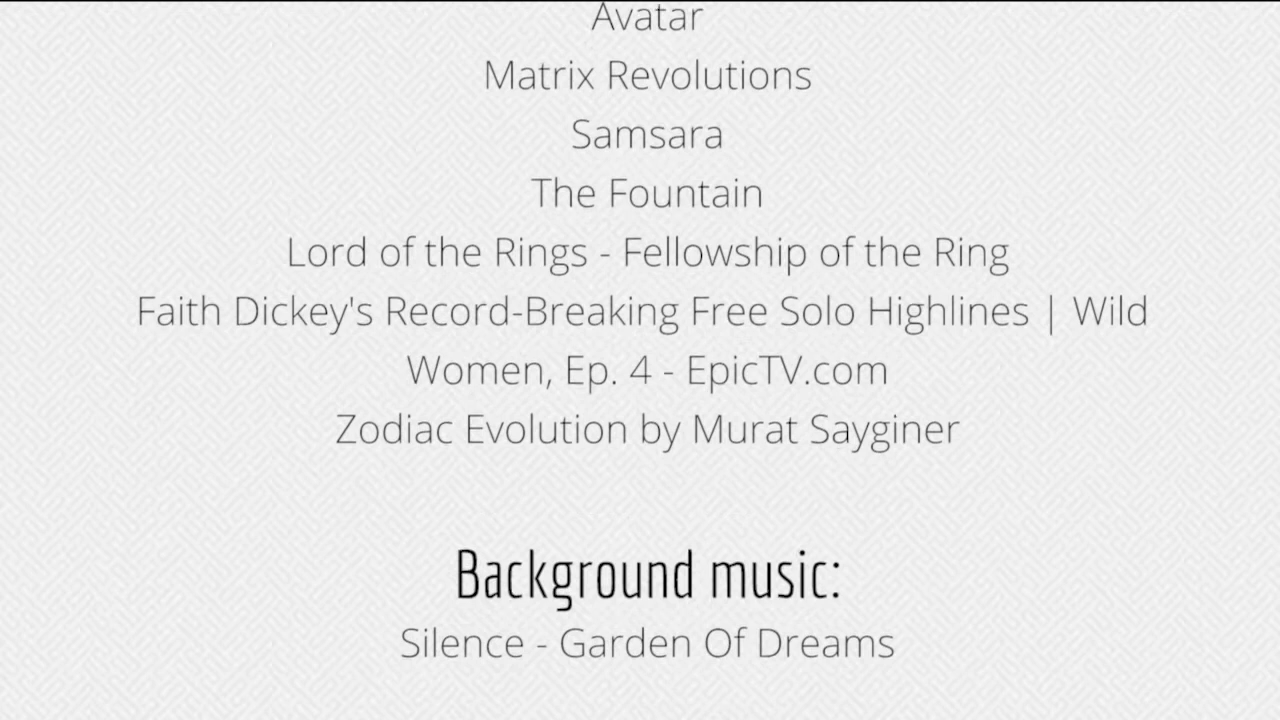 Avatar
Matrix Revolutions
Samsara
The Fountain
Lord of the Rings - Fellowship of the Ring
Faith Dickey's Record-Breaking Free Solo Highlines | Wild
Women, Ep. 4 - EpicTV.com
Zodiac Evolution by Murat Sayginer
Background music:
Silence - Garden Of Dreams